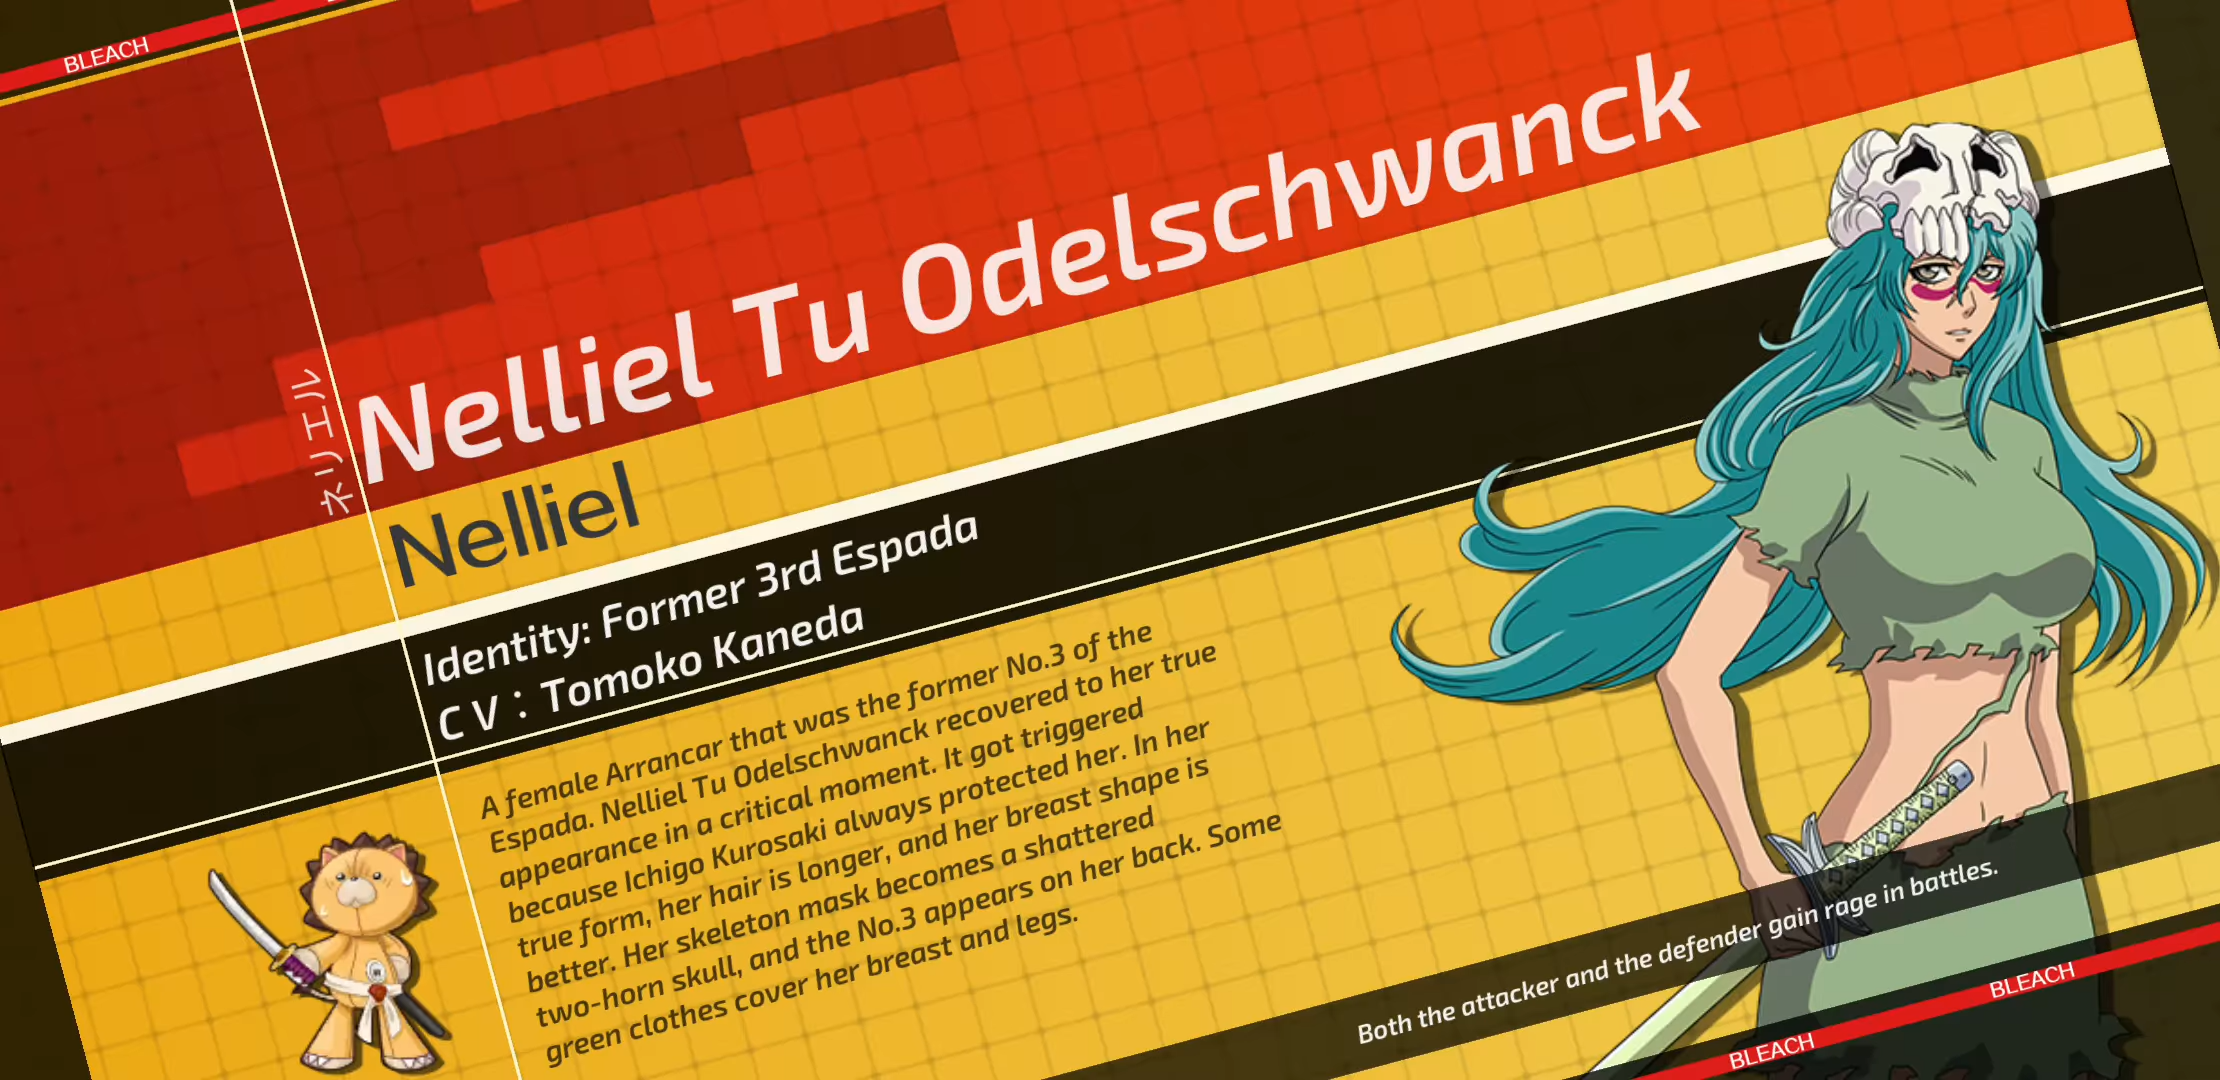 BLEACH
ネリエル
Nelliel Tu Odelschwanck
Nelliel
Identity: Former 3rd Espada
CV：Tomoko Kaneda
A female Arrancar that was the former No.3 of the
Espada. Nelliel Tu Odelschwanck recovered to her true
appearance in a critical moment. It got triggered
because Ichigo Kurosaki always protected her. In her
true form, her hair is longer, and her breast shape is
better. Her skeleton mask becomes a shattered
two-horn skull, and the No.3 appears on her back. Some
green clothes cover her breast and legs.
Both the attacker and the defender gain rage in battles.
BLEACH
BLEACH